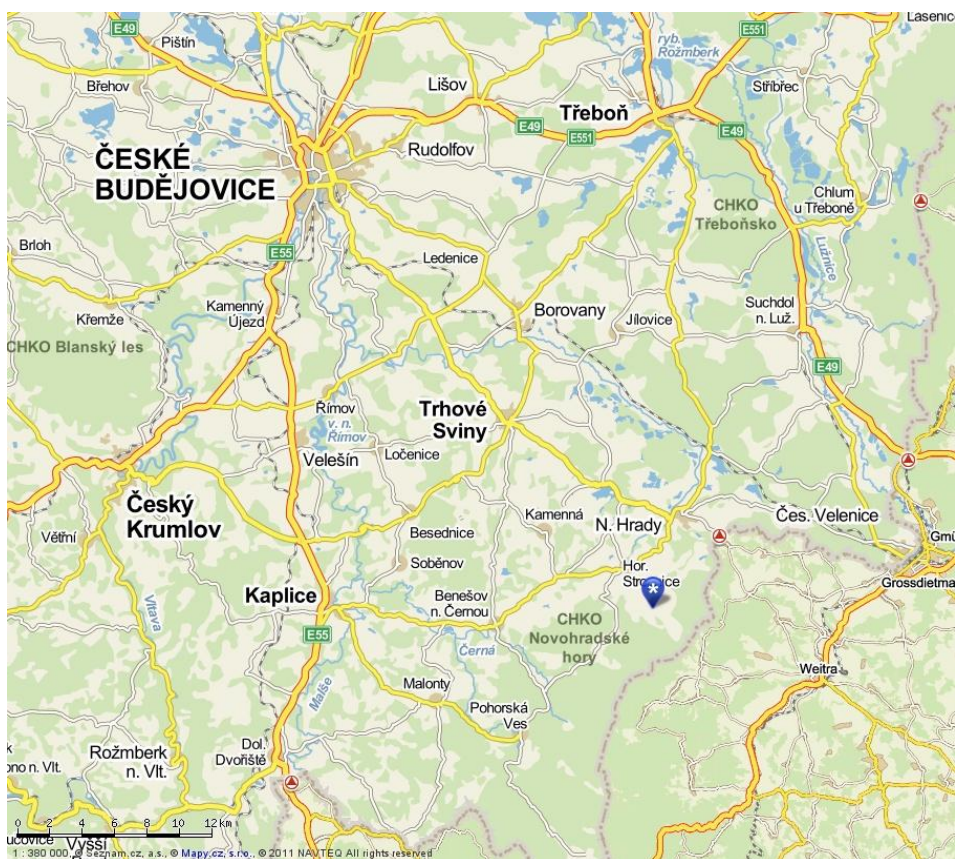 E49
Pištín
Břehov
ČESKÉ
BUDĚJOVICE
Lišov
Rudolfov
E49
E551
ryb.
Rožmberk
E551
Třeboň
Lásenice
Stříbřec
E49
CHKO
Třeboňsko
Chlum
u Třeboně
Lužnice
Brloh
E55
Ledenice
Kamenný
Újezd
Křemže
CHKO Blanský les
Borovany
Jílovice
Suchdol
n. Luž.
E49
Římov
v. n.
Římov
Trhové
Sviny
Velešín
Ločenice
Český
Krumlov
Větřní
Besednice
Kamenná
N. Hrady
Čes. Velenice
Gmü
Grossdietma
Soběnov
Hor.
Kaplice
Benešov
n. Černou
CHKO
Novohradské
hory
Vltava
E55
Černá
Weitra
Malše
Malonty
Pohorská
Ves
Rožmberk
n. Vlt.
Dol.
Dvořiště
ono n. Vlt.
0 2 4 6 8 10 12 km
Vyšší
1 : 380 000, © Seznam.cz, a.s., © Mapy.cz, s.r.o., © 2011 NAVTEQ All rights reserved